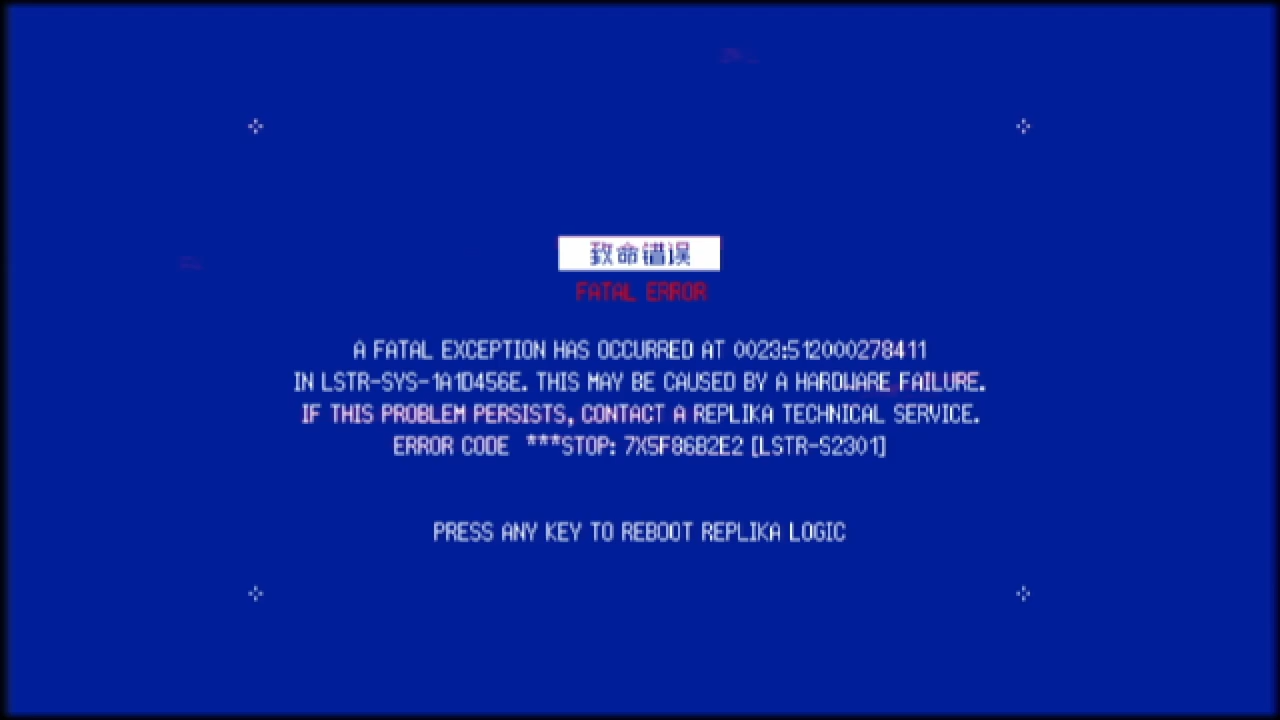 致命错误
FATAL ERROR
A FATAL EXCEPTION HAS OCCURRED AT 0023:512000278411
IN LSTR-SYS-1A1D456E. THIS MAY BE CAUSED BY A HARDWARE FAILURE.
IF THIS PROBLEM PERSISTS, CONTACT A REPLIKA TECHNICAL SERVICE.
ERROR CODE ***STOP: 7X5F86B2E2 [LSTR-S2301]
PRESS ANY KEY TO REBOOT REPLIKA LOGIC